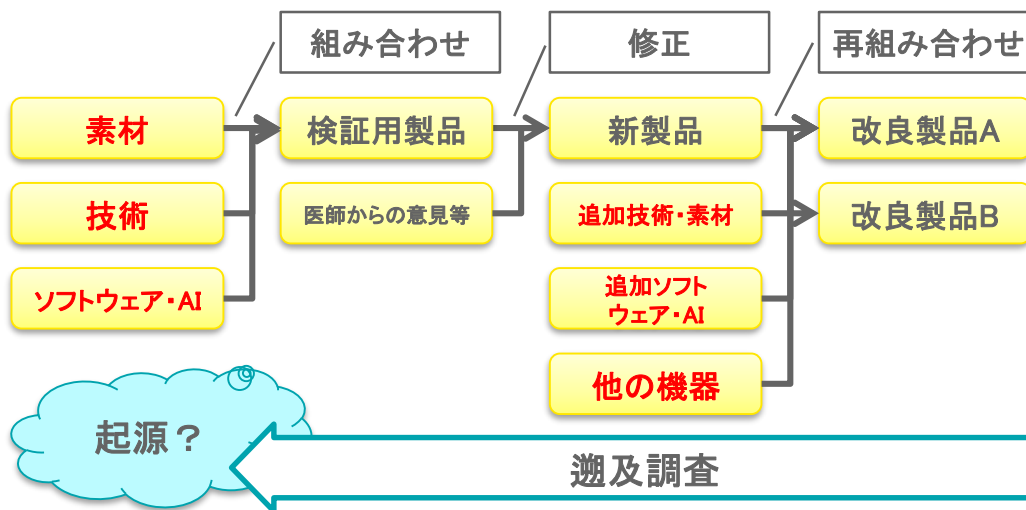 組み合わせ
修正
再組み合わせ
素材
検証用製品
新製品
改良製品A
技術
医師からの意見等
追加技術・素材
改良製品B
ソフトウェア・AI
追加ソフト
ウェア・AI
他の機器
起源？
遡及調査